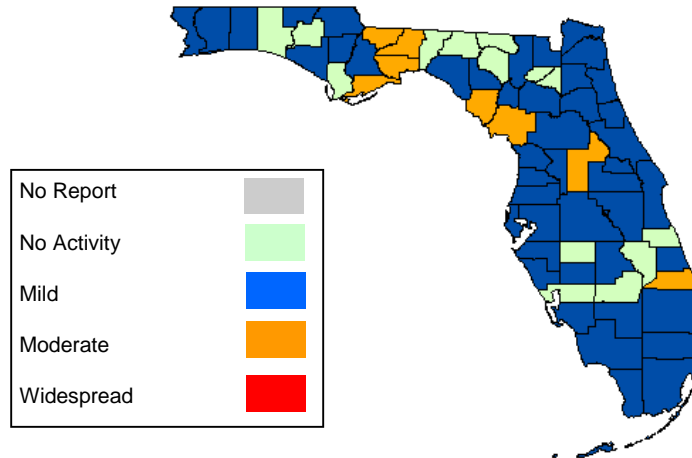 No Report
No Activity
Mild
Moderate
Widespread